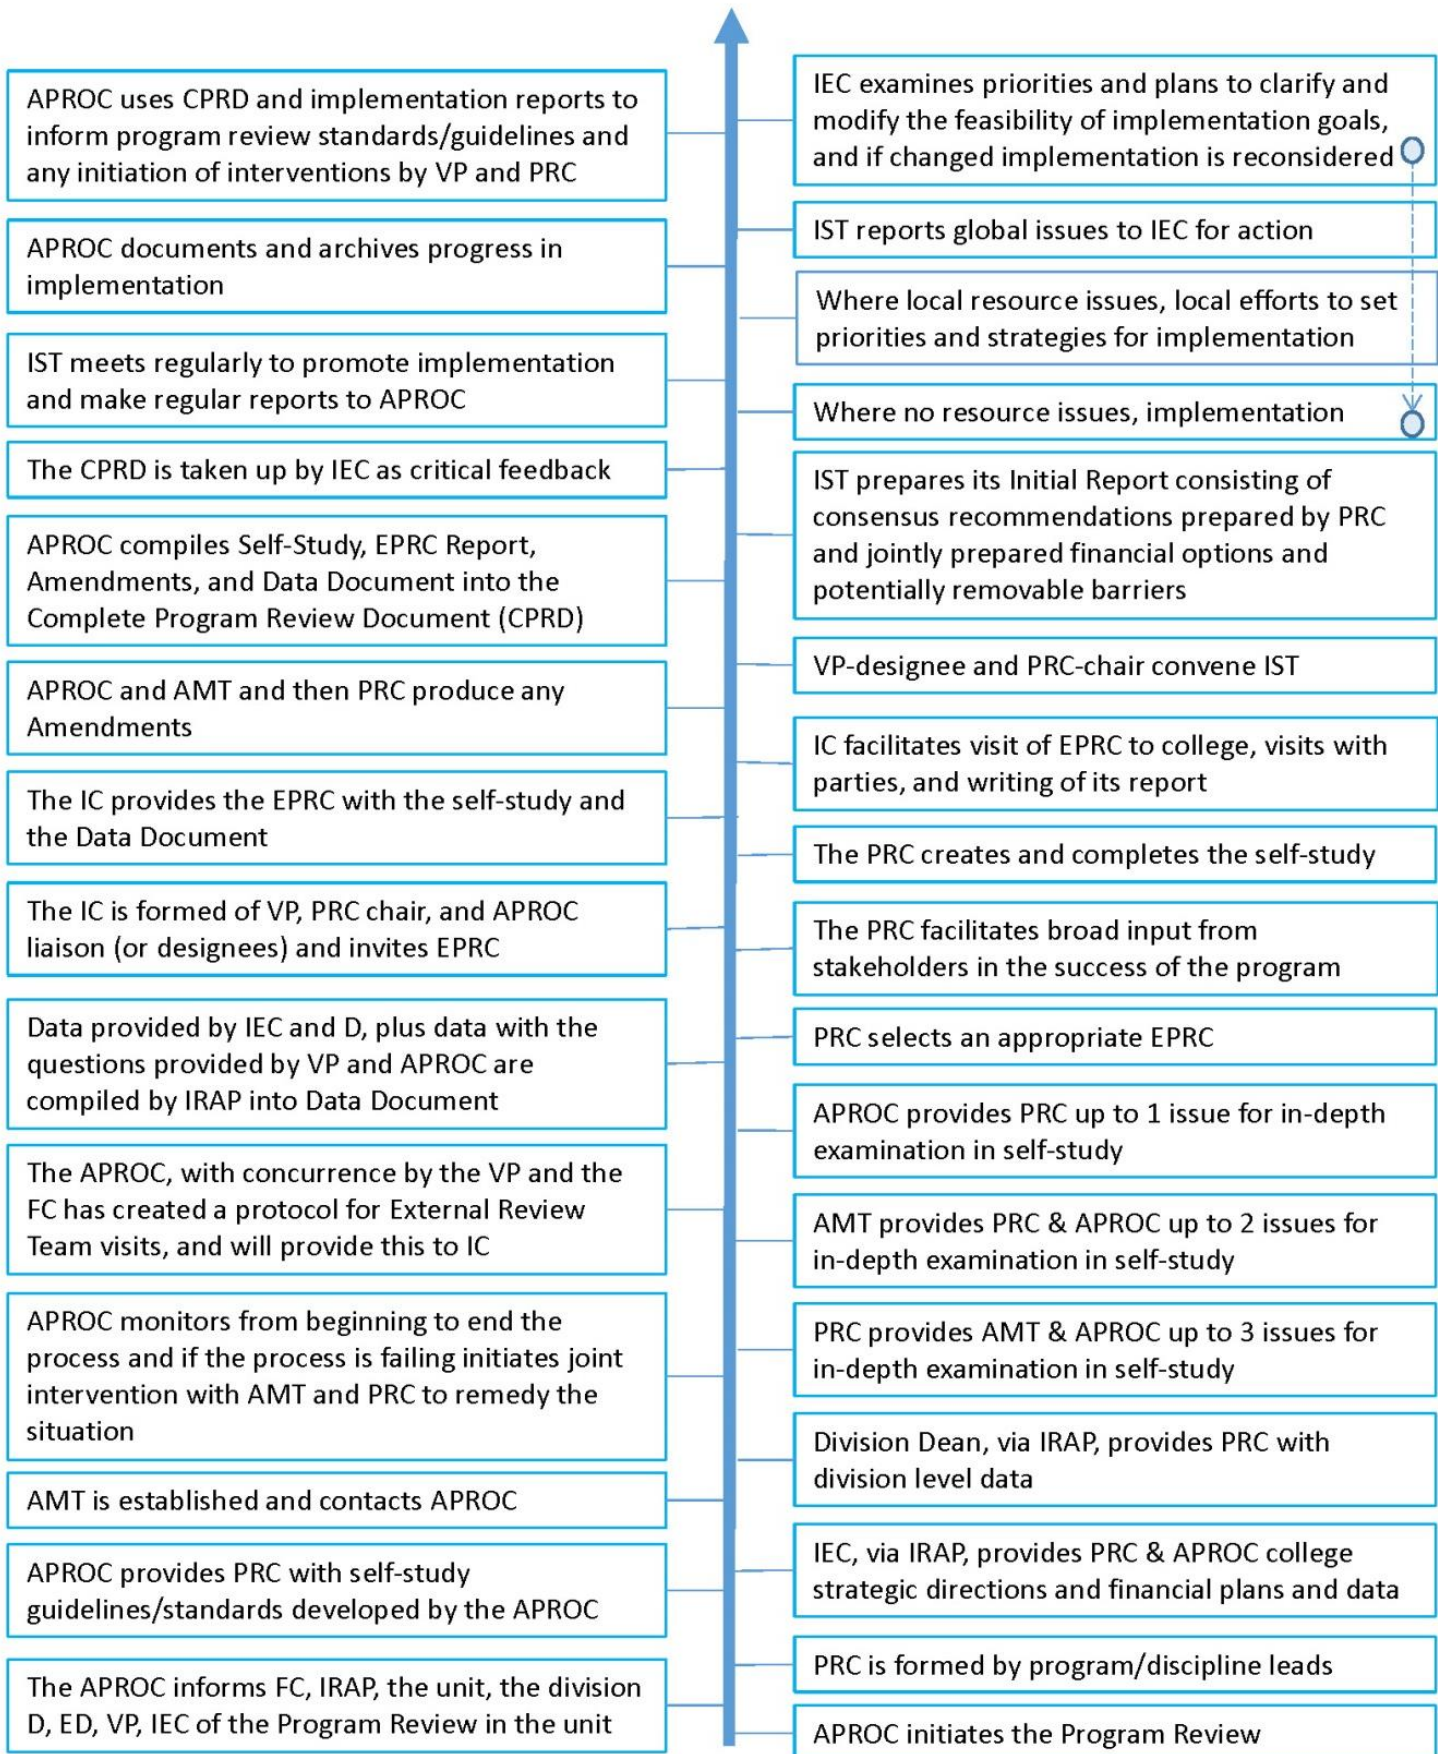 APROC uses CPRD and implementation reports to
inform program review standards/guidelines and
any initiation of interventions by VP and PRC
APROC documents and archives progress in
implementation
IST meets regularly to promote implementation
and make regular reports to APROC
The CPRD is taken up by IEC as critical feedback
APROC compiles Self-Study, EPRC Report,
Amendments, and Data Document into the
Complete Program Review Document (CPRD)
APROC and AMT and then PRC produce any
Amendments
The IC provides the EPRC with the self-study and
the Data Document
The IC is formed of VP, PRC chair, and APROC
liaison (or designees) and invites EPRC
Data provided by IEC and D, plus data with the
questions provided by VP and APROC are
compiled by IRAP into Data Document
The APROC, with concurrence by the VP and the
FC has created a protocol for External Review
Team visits, and will provide this to IC
APROC monitors from beginning to end the
process and if the process is failing initiates joint
intervention with AMT and PRC to remedy the
situation
AMT is established and contacts APROC
APROC provides PRC with self-study
guidelines/standards developed by the APROC
The APROC informs FC, IRAP, the unit, the division
D, ED, VP, IEC of the Program Review in the unit
IEC examines priorities and plans to clarify and
modify the feasibility of implementation goals,
and if changed implementation is reconsidered
IST reports global issues to IEC for action
Where local resource issues, local efforts to set
priorities and strategies for implementation
Where no resource issues, implementation
IST prepares its Initial Report consisting of
consensus recommendations prepared by PRC
and jointly prepared financial options and
potentially removable barriers
VP-designee and PRC-chair convene IST
IC facilitates visit of EPRC to college, visits with
parties, and writing of its report
The PRC creates and completes the self-study
The PRC facilitates broad input from
stakeholders in the success of the program
PRC selects an appropriate EPRC
APROC provides PRC up to 1 issue for in-depth
examination in self-study
AMT provides PRC & APROC up to 2 issues for
in-depth examination in self-study
PRC provides AMT & APROC up to 3 issues for
in-depth examination in self-study
Division Dean, via IRAP, provides PRC with
division level data
IEC, via IRAP, provides PRC & APROC college
strategic directions and financial plans and data
PRC is formed by program/discipline leads
APROC initiates the Program Review